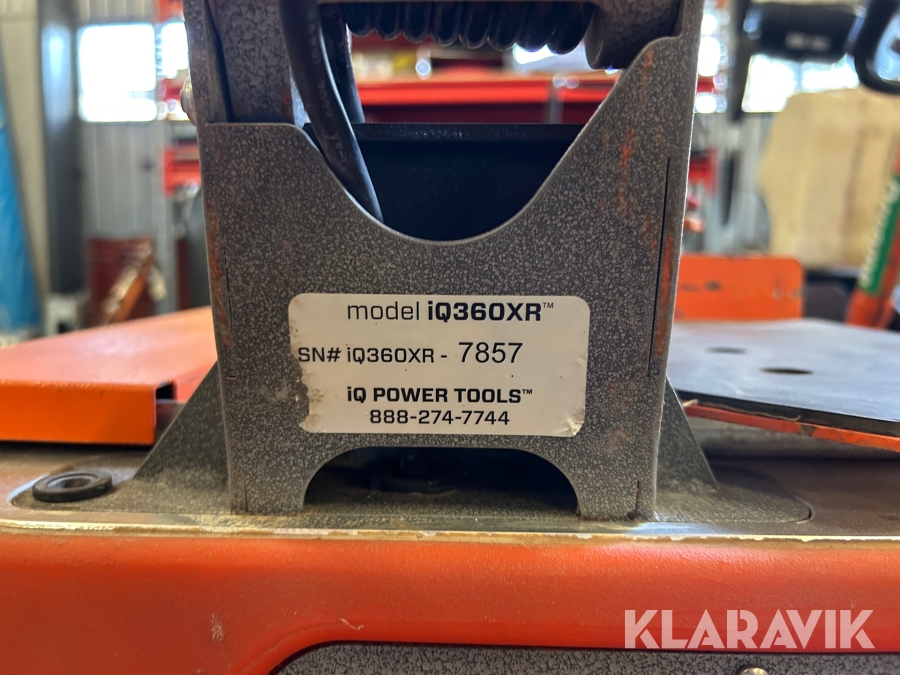 model iQ360XR™
SN# iQ360XR - 7857
iQ POWER TOOLS™
888-274-7744
KLARAVIK